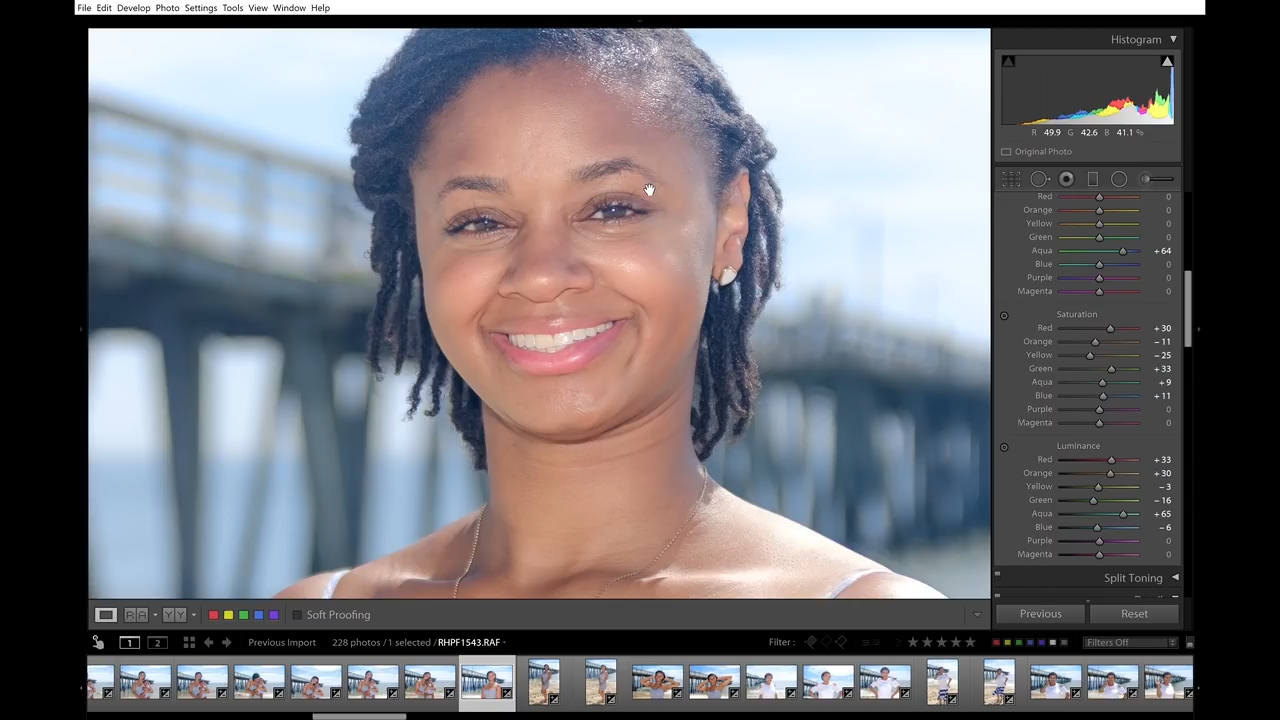 File Edit Develop Photo Settings Tools View Window Help
Histogram
R 49.9 G 42.6 B 41.1 %
Original Photo
Red 0
Orange 0
Yellow 0
Green 0
Aqua +64
Blue 0
Purple 0
Magenta 0
Saturation
Red +30
Orange −11
Yellow −25
Green +33
Aqua +9
Blue +11
Purple 0
Magenta 0
Luminance
Red +33
Orange +30
Yellow −3
Green −16
Aqua +65
Blue −6
Purple 0
Magenta 0
Split Toning
RA YY Soft Proofing Previous Reset
1 2 Previous Import 228 photos / 1 selected / RHPF1543.RAF Filter : Filters Off